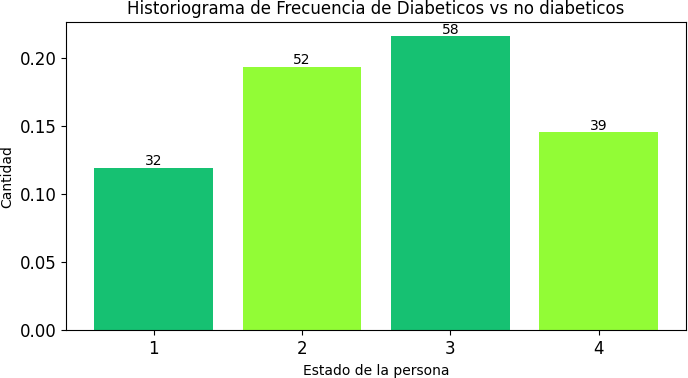 Historiograma de Frecuencia de Diabeticos vs no diabeticos
Cantidad
0.20
0.15
0.10
0.05
0.00
32
52
58
39
1 2 3 4
Estado de la persona